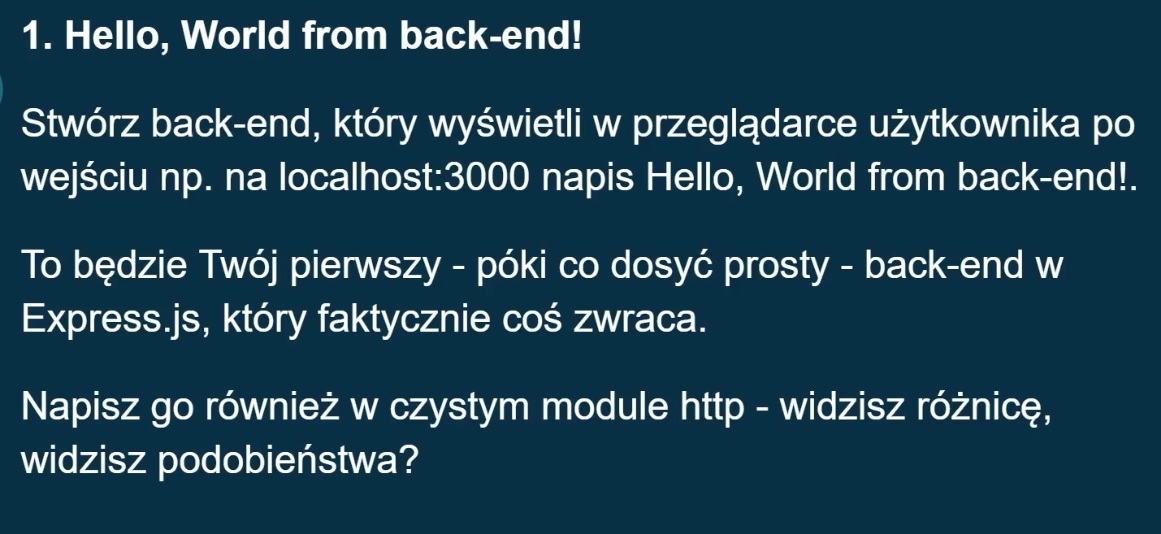 1. Hello, World from back-end!
Stwórz back-end, który wyświetli w przeglądarce użytkownika po
wejściu np. na localhost:3000 napis Hello, World from back-end!.
To będzie Twój pierwszy - póki co dosyć prosty - back-end w
Express.js, który faktycznie coś zwraca.
Napisz go również w czystym module http - widzisz różnicę,
widzisz podobieństwa?